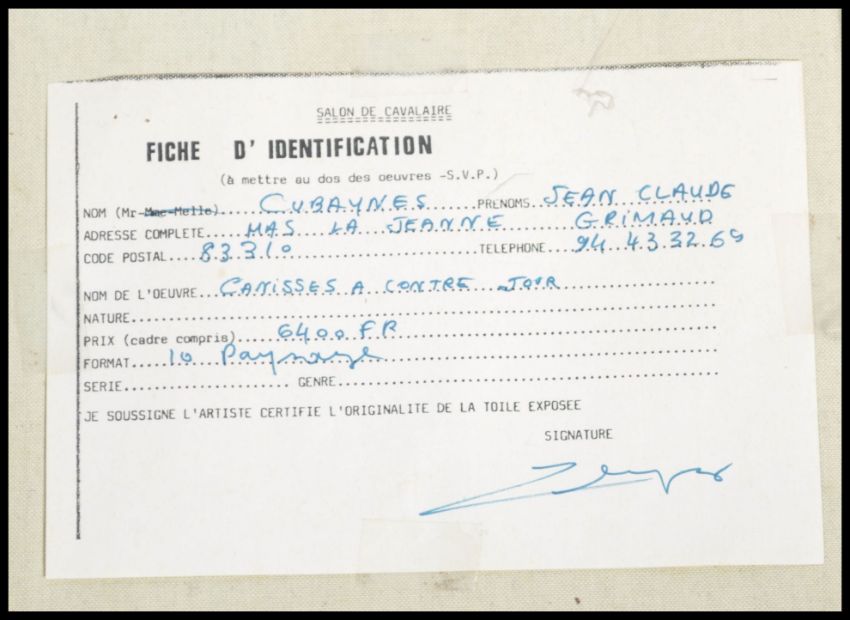 SALON DE CAVALAIRE
FICHE D' IDENTIFICATION
(à mettre au dos des oeuvres -S.V.P.)
NOM (Mr-Mme-Melle)....CUBAYNES......PRENOMS.JEAN CLAUDE
ADRESSE COMPLETE....MAS LA JEANNE GRIMAUD
CODE POSTAL....83310..........TELEPHONE....94.43.32.69
NOM DE L'OEUVRE...CANISSES A CONTRE JOUR
NATURE..........
PRIX (cadre compris)....6400 FR
FORMAT....10 Paysage
SERIE.......... GENRE..........
JE SOUSSIGNE L'ARTISTE CERTIFIE L'ORIGINALITE DE LA TOILE EXPOSEE
SIGNATURE